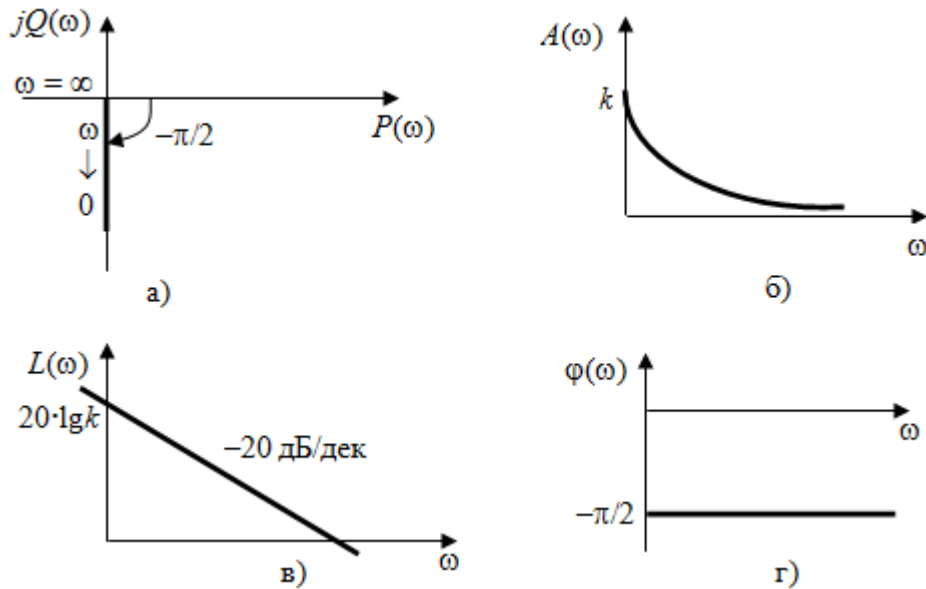 jQ(ω)
ω = ∞
ω
↓
0
−π/2
P(ω)
а)
A(ω)
k
ω
б)
L(ω)
20·lgk
−20 дБ/дек
ω
в)
φ(ω)
ω
−π/2
г)